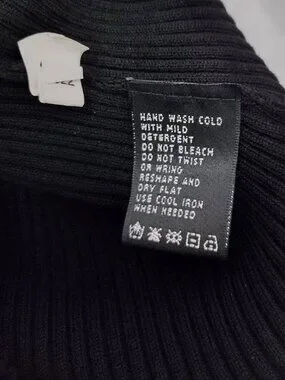 HAND WASH COLD
WITH MILD
DETERGENT
DO NOT BLEACH
DO NOT TWIST
OR WRING
RESHAPE AND
DRY FLAT
USE COOL IRON
WHEN NEEDED